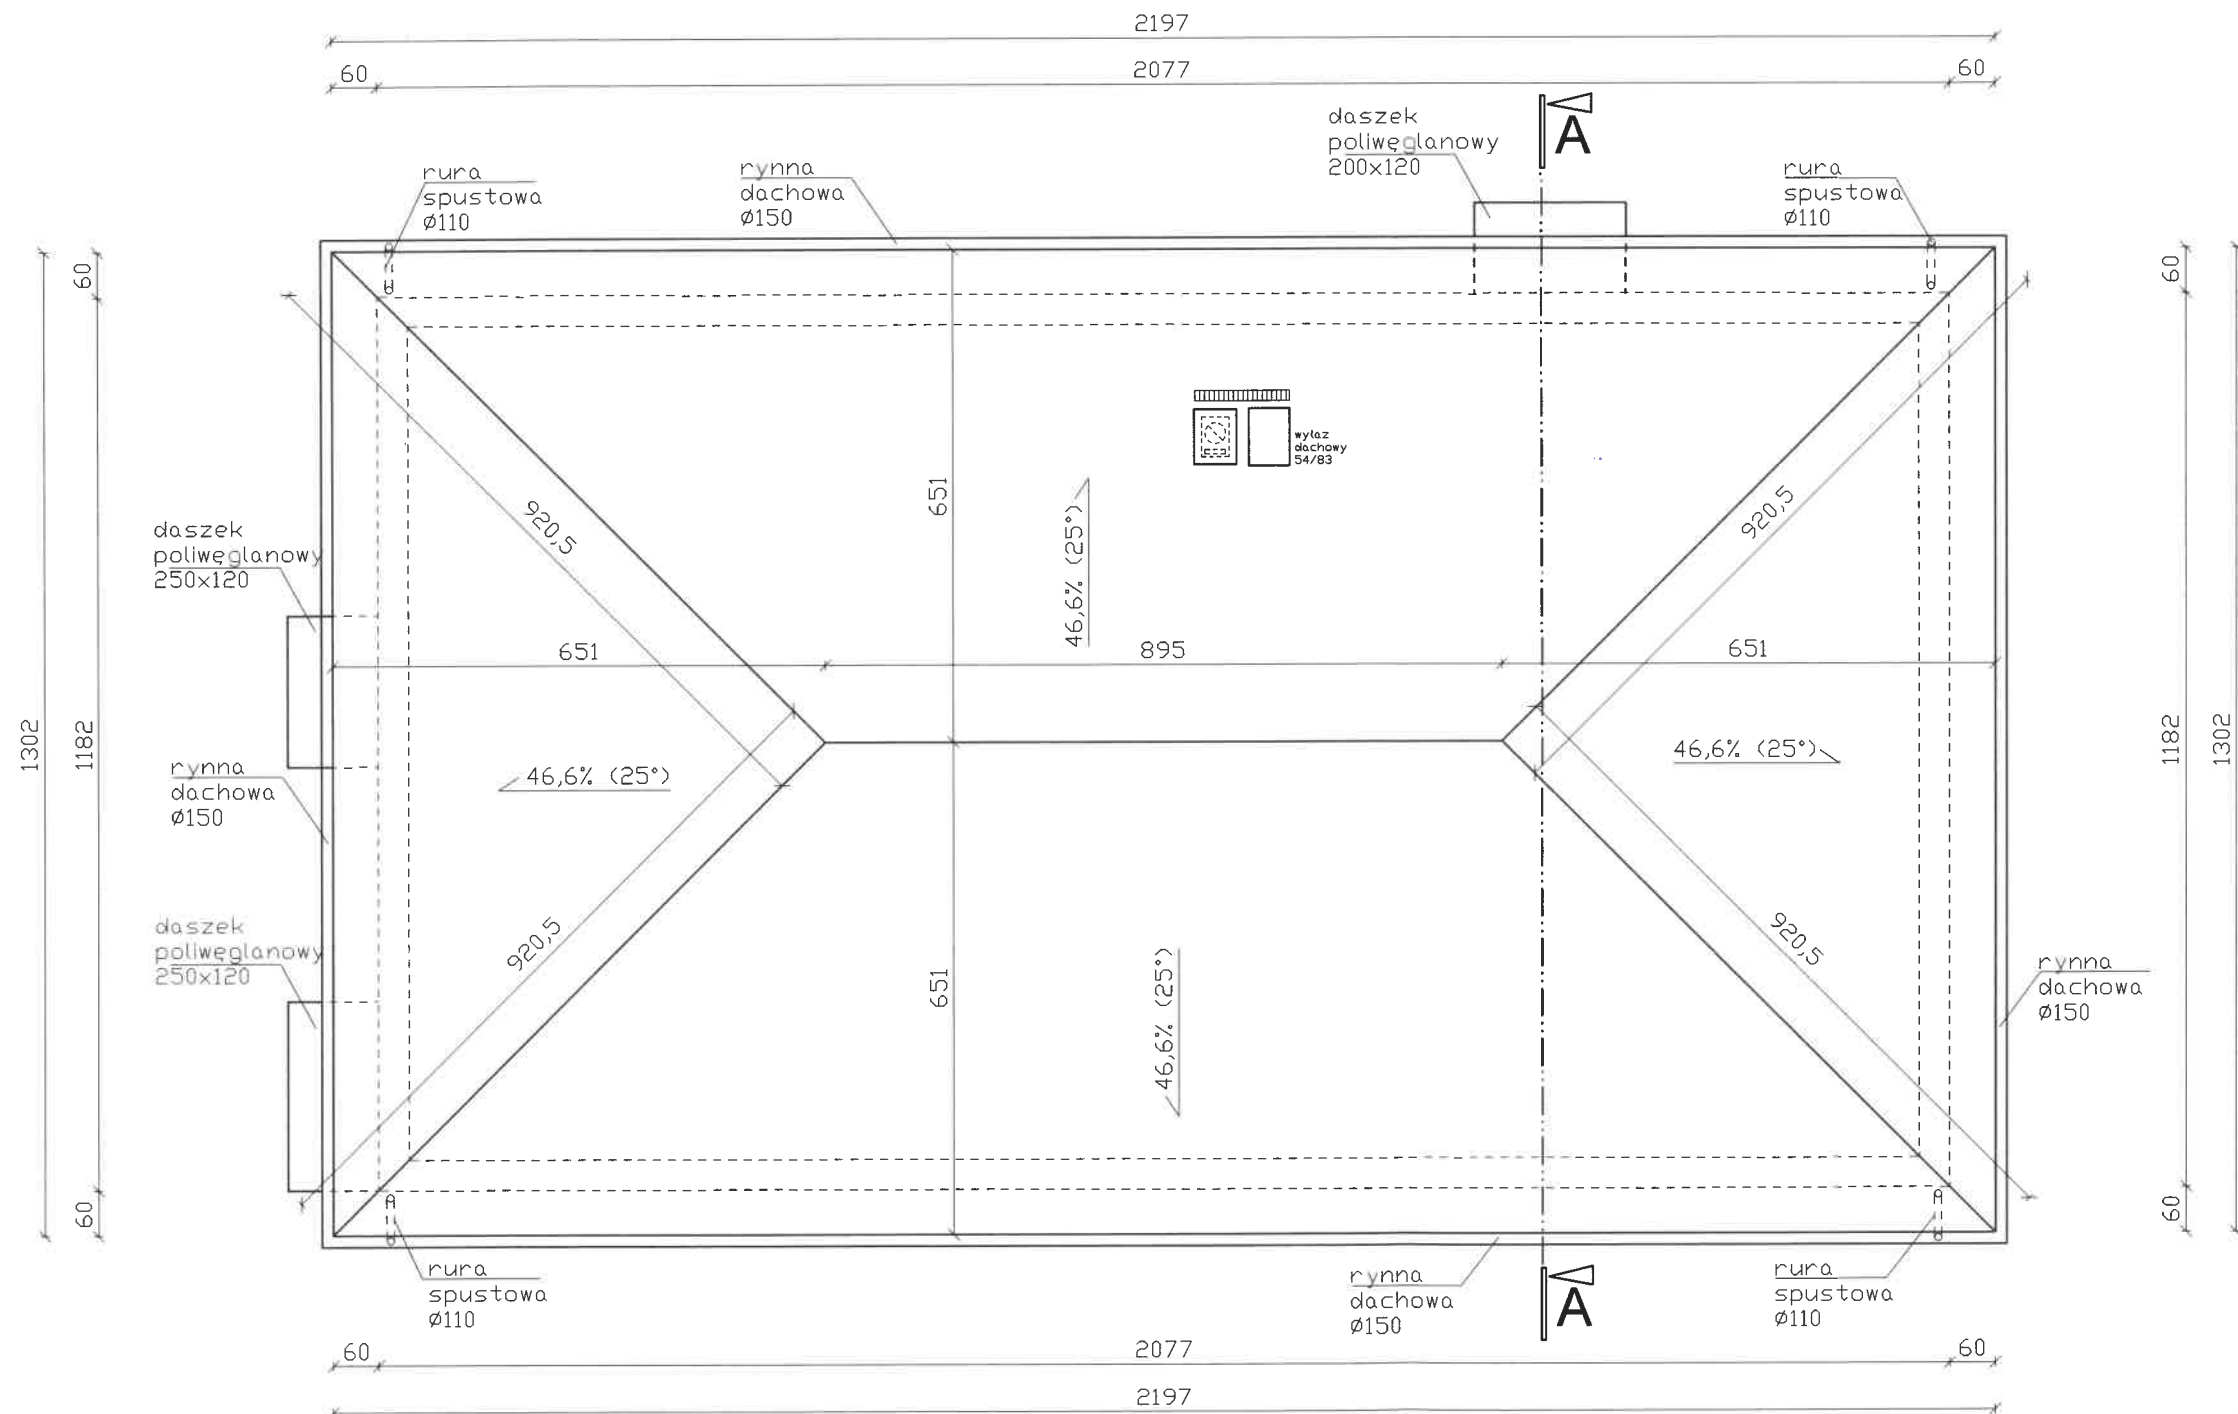 2197
60
2077
60
A
daszek
poliwęglanowy
200x120
rura
spustowa
Ø110
rynna
dachowa
Ø150
rura
spustowa
Ø110
60
60
wyłaz
dachowy
54/83
651
46,6% (25°)
920,5
920,5
daszek
poliwęglanowy
250x120
651
895
651
1302
1182
1182
1302
46,6% (25°)
46,6% (25°)
rynna
dachowa
Ø150
daszek
poliwęglanowy
250x120
920,5
651
46,6% (25°)
920,5
rynna
dachowa
Ø150
60
60
rura
spustowa
Ø110
rynna
dachowa
Ø150
A
rura
spustowa
Ø110
60
2077
60
2197